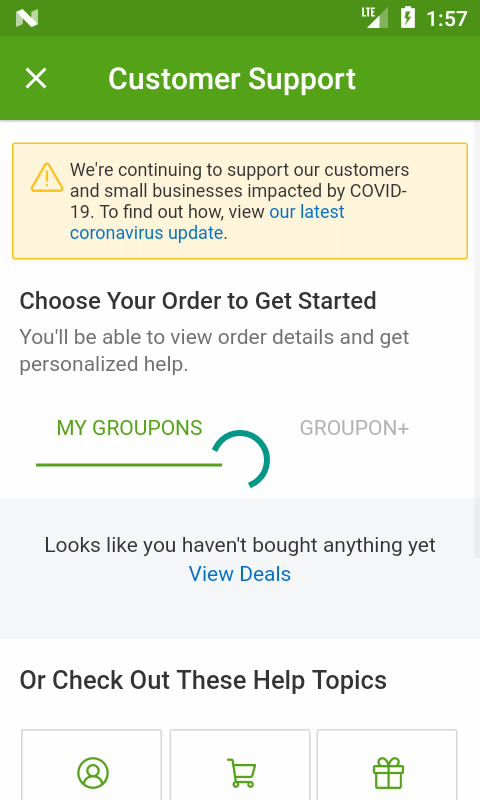 LTE 1:57
Customer Support
We're continuing to support our customers
and small businesses impacted by COVID-
19. To find out how, view our latest
coronavirus update.
Choose Your Order to Get Started
You'll be able to view order details and get
personalized help.
MY GROUPONS GROUPON+
Looks like you haven't bought anything yet
View Deals
Or Check Out These Help Topics